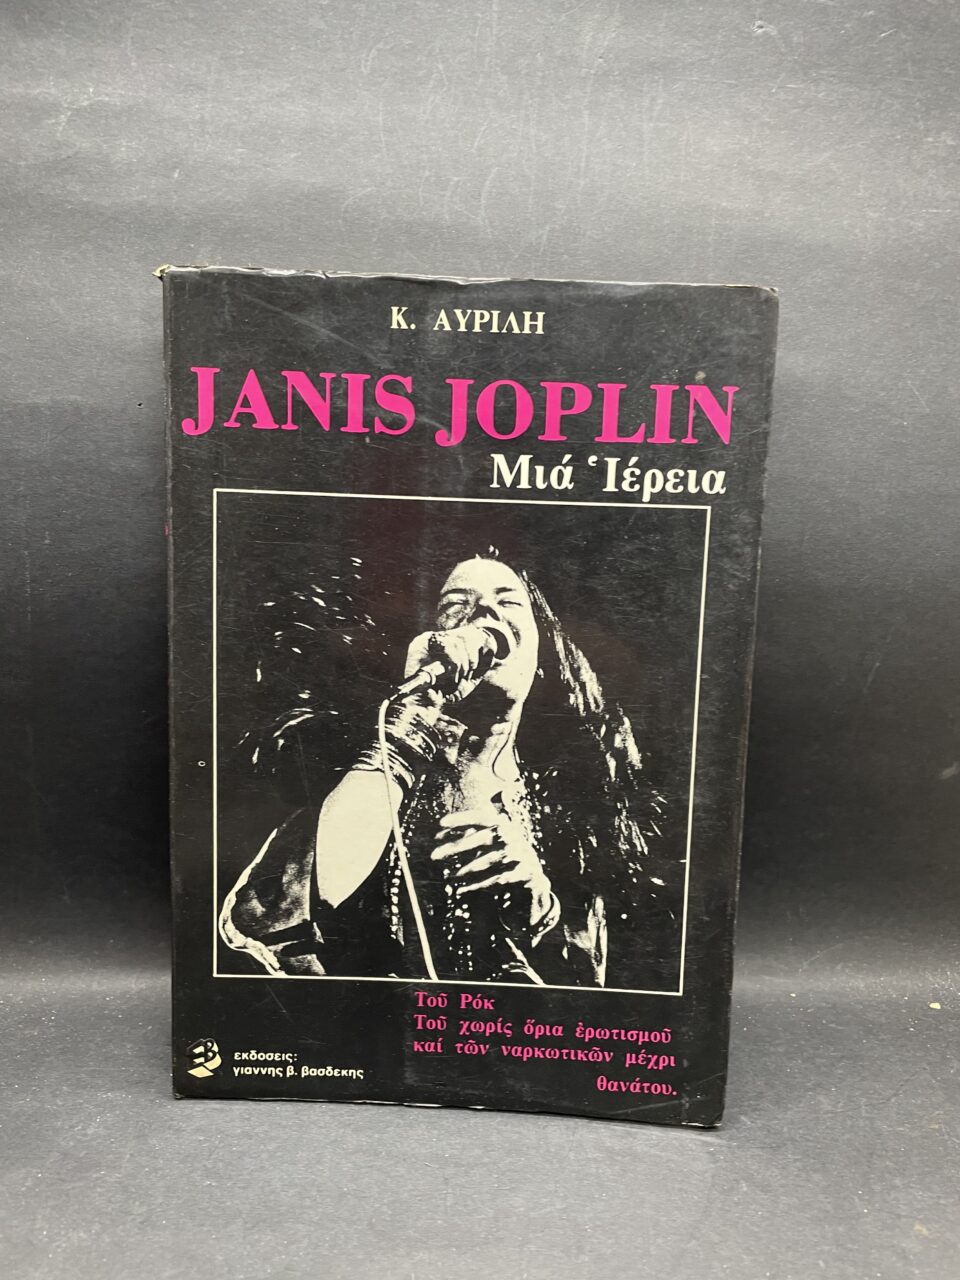 Κ. ΑΥΡΙΛΗ
JANIS JOPLIN
Μιά Ἱέρεια
Τοῦ Ρόκ
Τοῦ χωρίς ὅρια ἐρωτισμοῦ
καί τῶν ναρκωτικῶν μέχρι
θανάτου.
εκδοσεις:
γιαννης β. βασδεκης